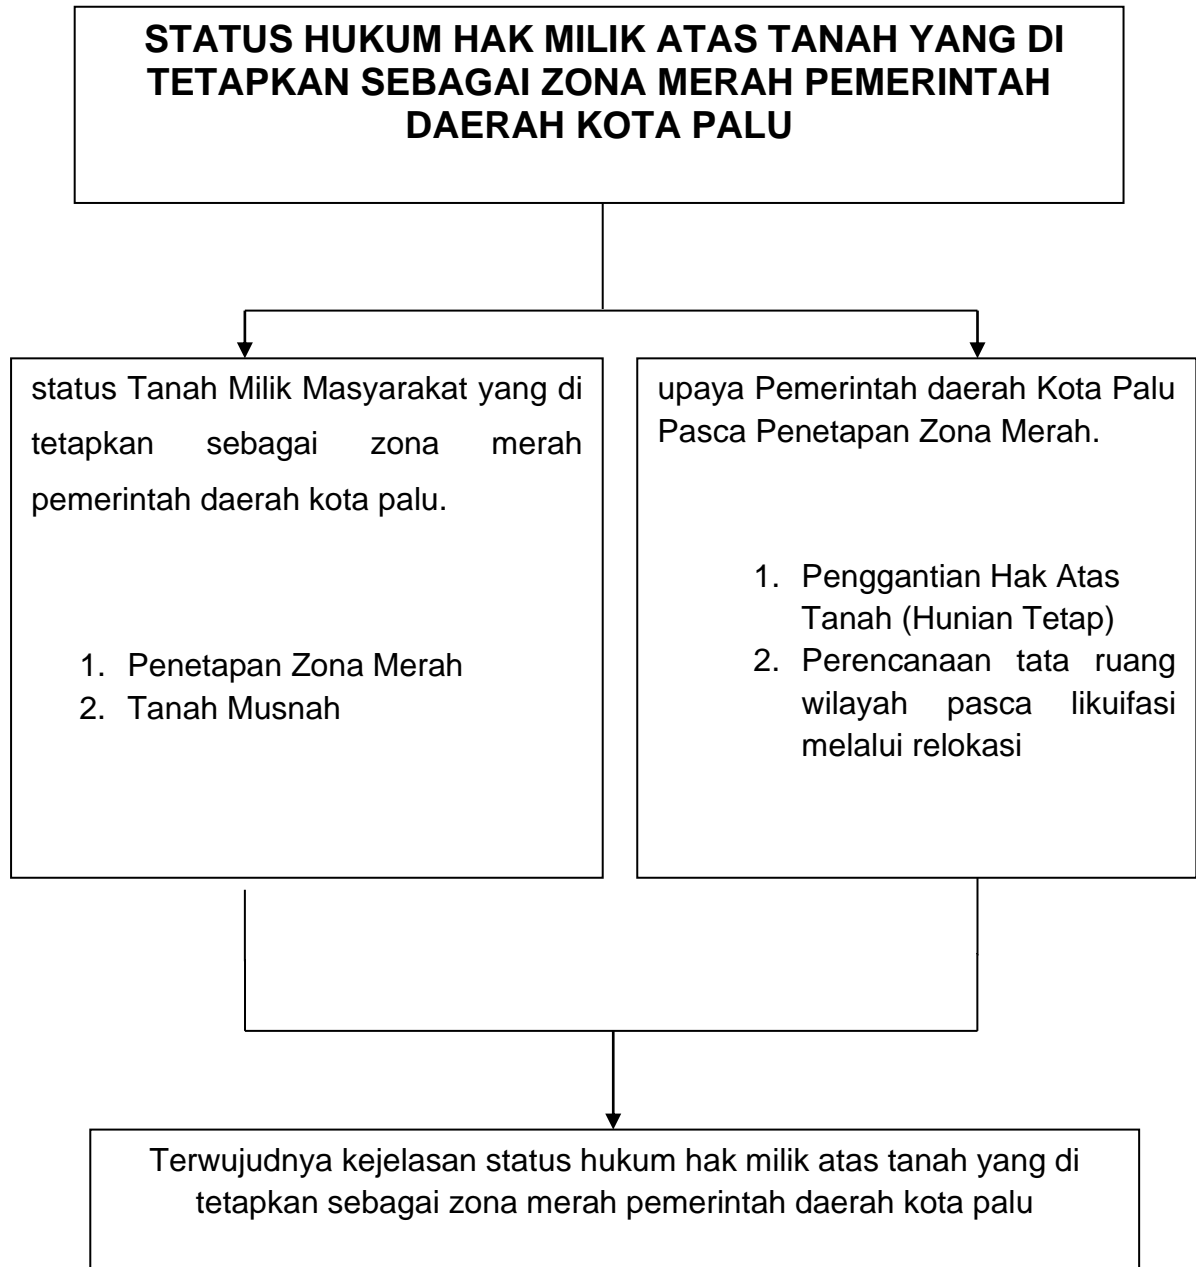 STATUS HUKUM HAK MILIK ATAS TANAH YANG DI
TETAPKAN SEBAGAI ZONA MERAH PEMERINTAH
DAERAH KOTA PALU
status Tanah Milik Masyarakat yang di
tetapkan sebagai zona merah
pemerintah daerah kota palu.
1. Penetapan Zona Merah
2. Tanah Musnah
upaya Pemerintah daerah Kota Palu
Pasca Penetapan Zona Merah.
1. Penggantian Hak Atas
Tanah (Hunian Tetap)
2. Perencanaan tata ruang
wilayah pasca likuifasi
melalui relokasi
Terwujudnya kejelasan status hukum hak milik atas tanah yang di
tetapkan sebagai zona merah pemerintah daerah kota palu